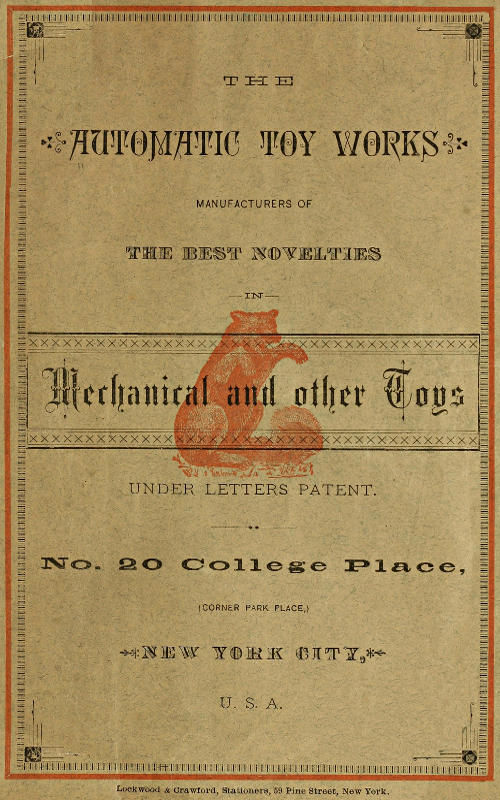 THE
AUTOMATIC TOY WORKS
MANUFACTURERS OF
THE BEST NOVELTIES
IN
Mechanical and other Toys
UNDER LETTERS PATENT.
No. 20 College Place,
(CORNER PARK PLACE,)
NEW YORK CITY,
U. S. A.
Lockwood & Crawford, Stationers, 59 Pine Street, New York.